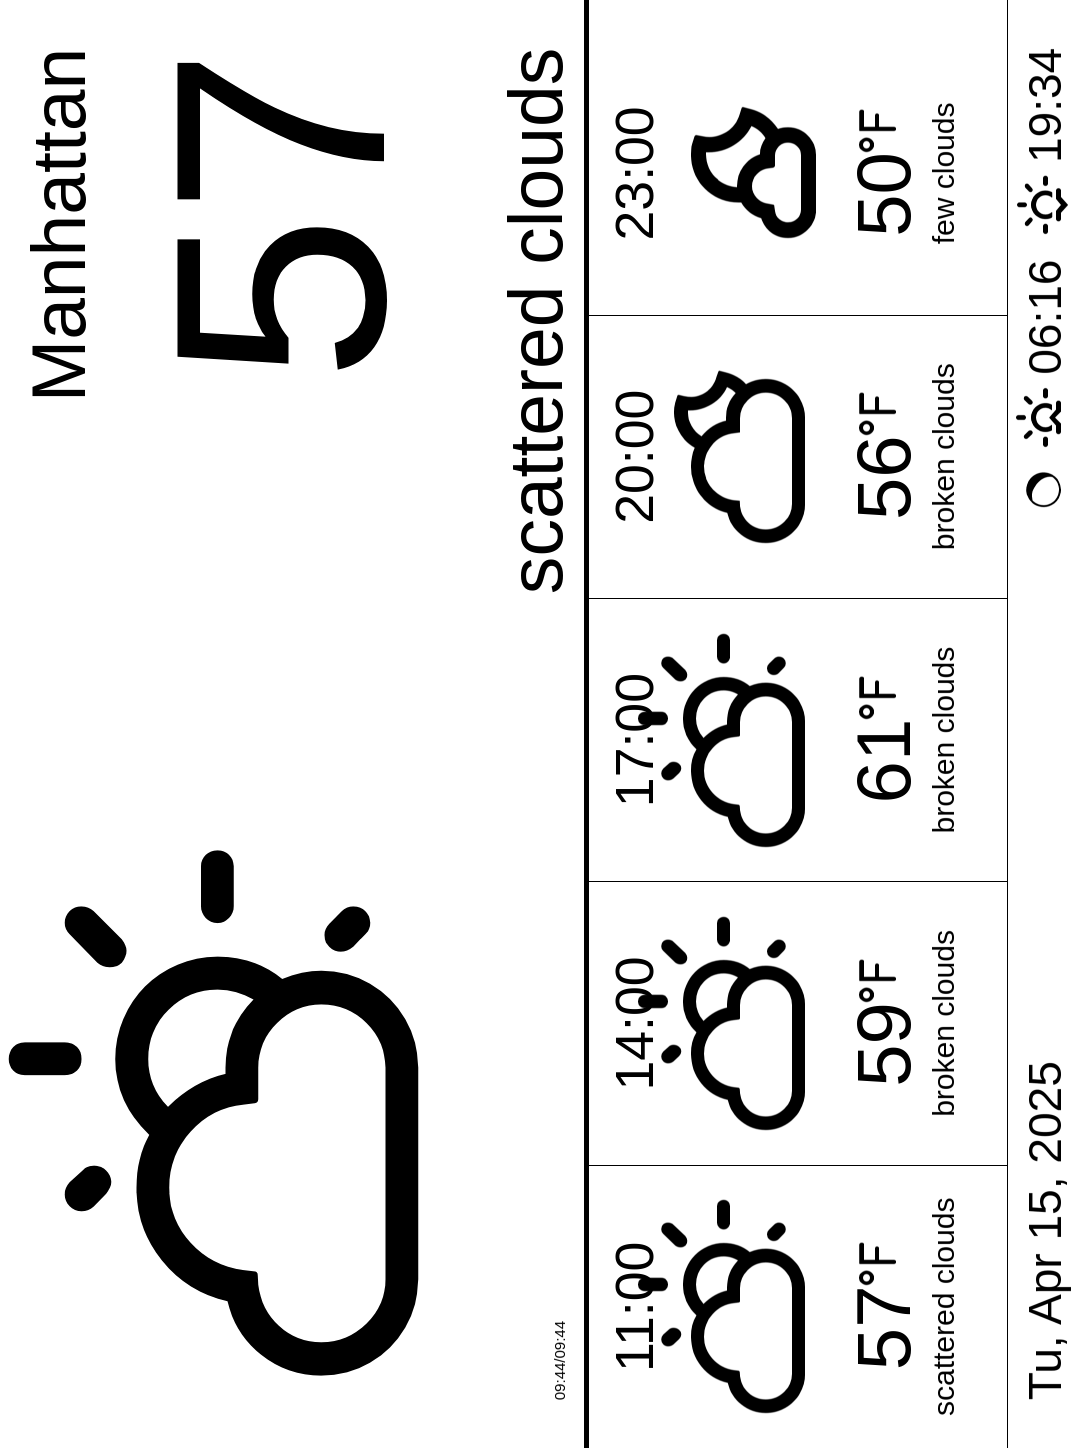 Manhattan
57
scattered clouds
09:44/09:44
11:00
57°F
scattered clouds
14:00
59°F
broken clouds
17:00
61°F
broken clouds
20:00
56°F
broken clouds
23:00
50°F
few clouds
Tu, Apr 15, 2025
06:16
19:34